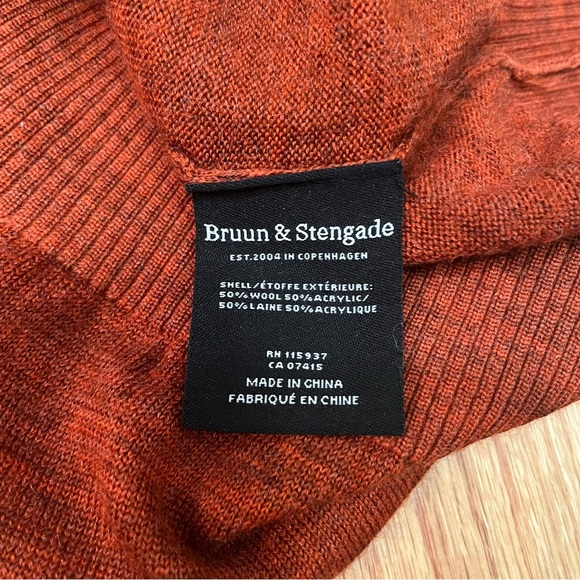 Bruun & Stengade
EST.2004 IN COPENHAGEN
SHELL/ÉTOFFE EXTÉRIEURE:
50%WOOL 50%ACRYLIC/
50%LAINE 50%ACRYLIQUE
RN 115937
CA 07415
MADE IN CHINA
FABRIQUÉ EN CHINE